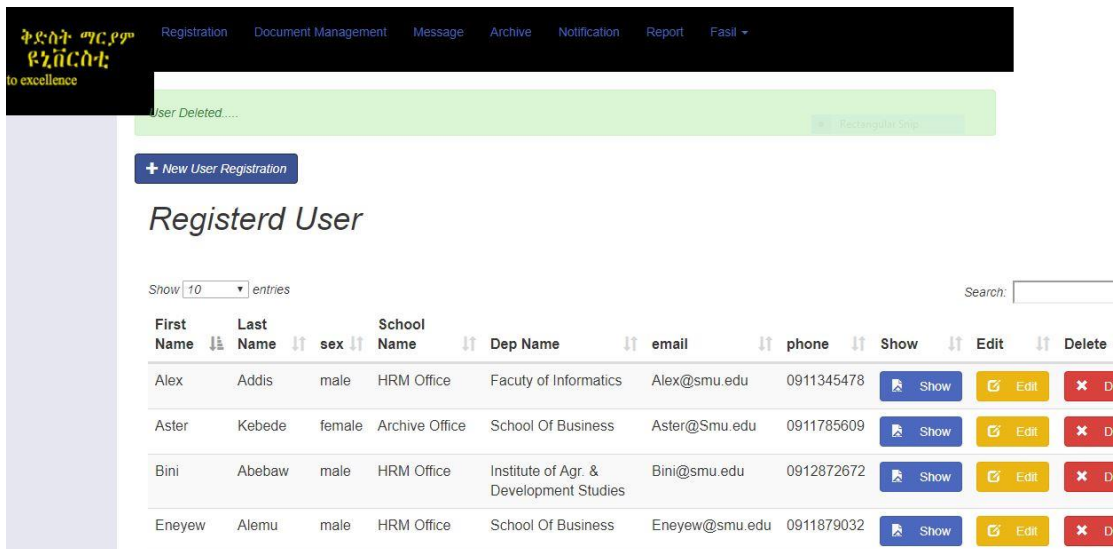 ቅድስት ማርያም
ዩኒቨርስቲ
to excellence
Registration Document Management Message Archive Notification Report Fasil
User Deleted.....
Rectangular Snip
New User Registration
Registerd User
Show 10 entries
Search:
First Name Last Name sex School Name Dep Name email phone Show Edit Delete
Alex Addis male HRM Office Facuty of Informatics Alex@smu.edu 0911345478 Show Edit D
Aster Kebede female Archive Office School Of Business Aster@Smu.edu 0911785609 Show Edit D
Bini Abebaw male HRM Office Institute of Agr. & Development Studies Bini@smu.edu 0912872672 Show Edit D
Eneyew Alemu male HRM Office School Of Business Eneyew@smu.edu 0911879032 Show Edit D